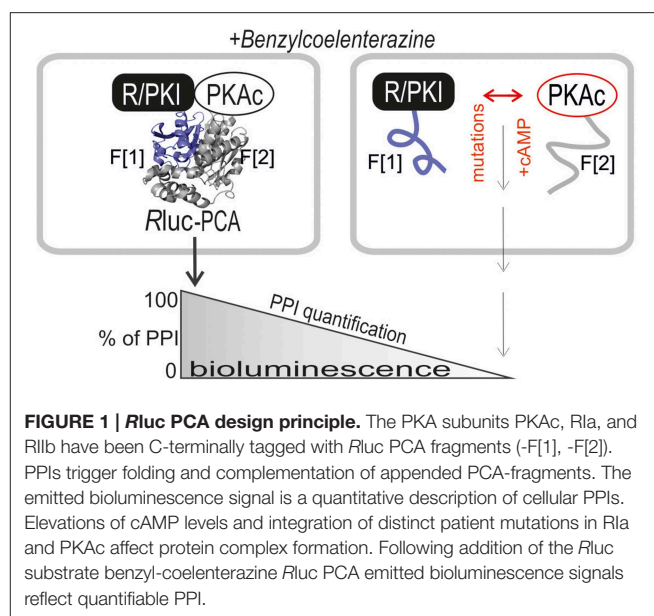 +Benzylcoelenterazine
R/PKI PKAc
F[1] F[2]
Rluc-PCA
R/PKI PKAc
F[1] mutations +cAMP F[2]
100
% of PPI
0
PPI quantification
bioluminescence
FIGURE 1 | Rluc PCA design principle. The PKA subunits PKAc, RIa, and
RIIb have been C-terminally tagged with Rluc PCA fragments (-F[1], -F[2]).
PPIs trigger folding and complementation of appended PCA-fragments. The
emitted bioluminescence signal is a quantitative description of cellular PPIs.
Elevations of cAMP levels and integration of distinct patient mutations in RIa
and PKAc affect protein complex formation. Following addition of the Rluc
substrate benzyl-coelenterazine Rluc PCA emitted bioluminescence signals
reflect quantifiable PPI.